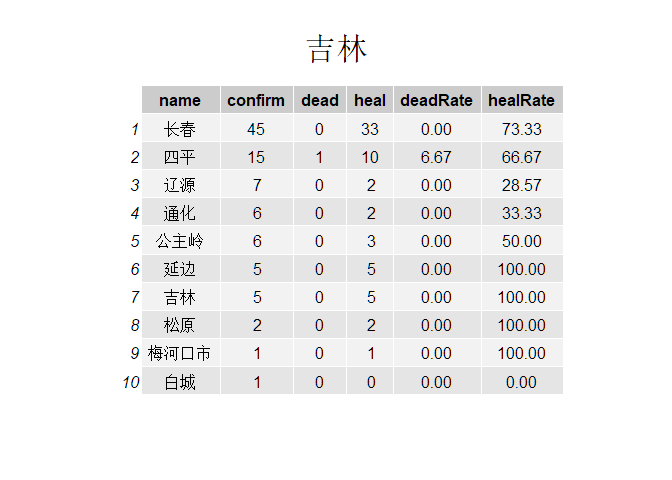 吉林
name confirm dead heal deadRate healRate
1 长春 45 0 33 0.00 73.33
2 四平 15 1 10 6.67 66.67
3 辽源 7 0 2 0.00 28.57
4 通化 6 0 2 0.00 33.33
5 公主岭 6 0 3 0.00 50.00
6 延边 5 0 5 0.00 100.00
7 吉林 5 0 5 0.00 100.00
8 松原 2 0 2 0.00 100.00
9 梅河口市 1 0 1 0.00 100.00
10 白城 1 0 0 0.00 0.00